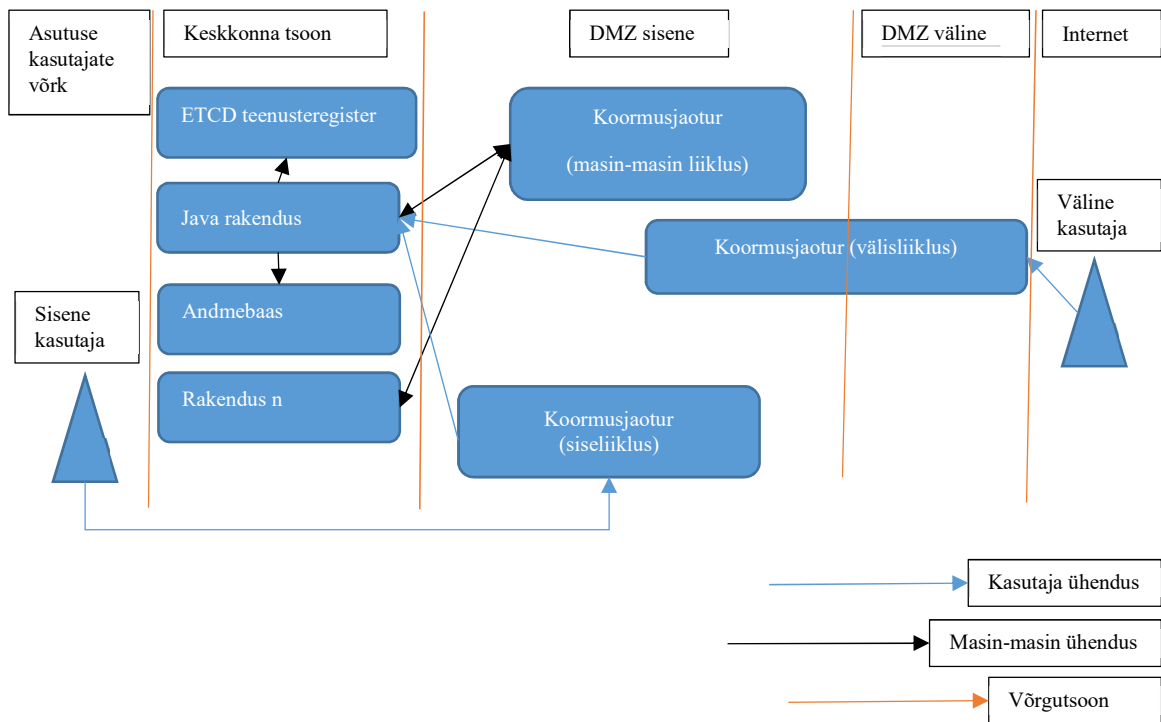 Asutuse
kasutajate
võrk
Keskkonna tsoon
DMZ sisene
DMZ väline
Internet
ETCD teenusteregister
Koormusjaotur
(masin-masin liiklus)
Java rakendus
Väline
kasutaja
Koormusjaotur (välisliiklus)
Andmebaas
Sisene
kasutaja
Rakendus n
Koormusjaotur
(siseliiklus)
Kasutaja ühendus
Masin-masin ühendus
Võrgutsoon